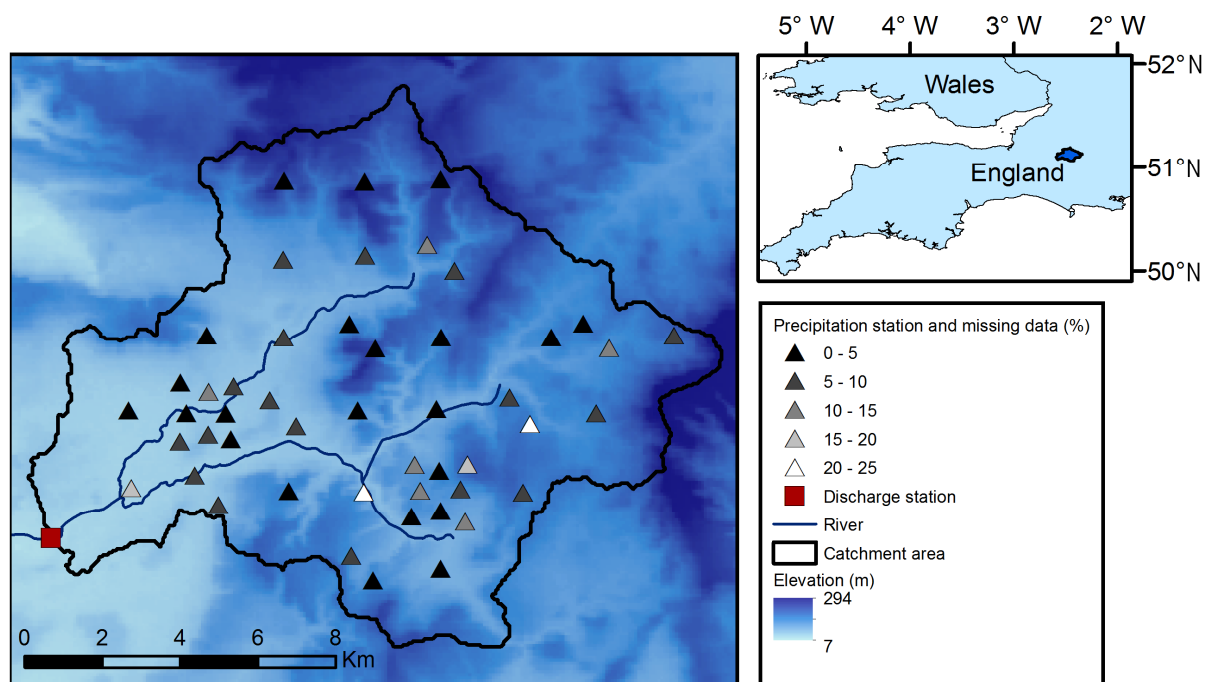 5° W 4° W 3° W 2° W
52°N
Wales
51°N
England
50°N
Precipitation station and missing data (%)
0 - 5
5 - 10
10 - 15
15 - 20
20 - 25
Discharge station
River
Catchment area
Elevation (m)
294
7
0 2 4 6 8
Km